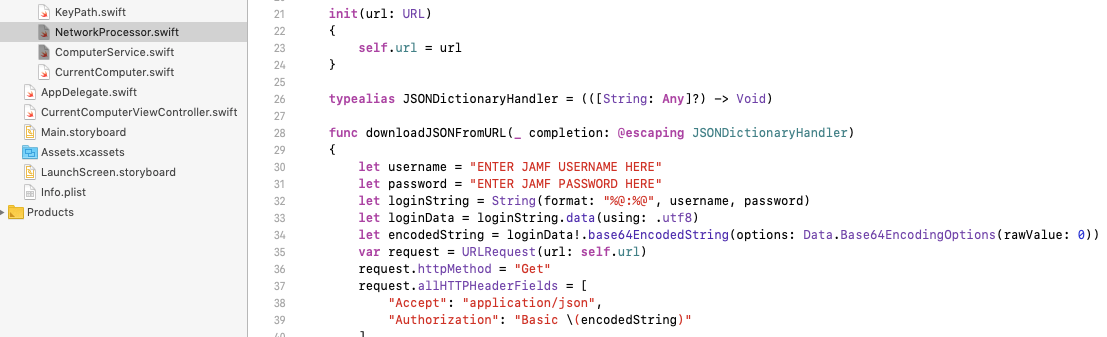 KeyPath.swift
NetworkProcessor.swift
ComputerService.swift
CurrentComputer.swift
AppDelegate.swift
CurrentComputerViewController.swift
Main.storyboard
Assets.xcassets
LaunchScreen.storyboard
Info.plist
Products
21 init(url: URL)
22 {
23 self.url = url
24 }
25
26 typealias JSONDictionaryHandler = (([String: Any]?) -> Void)
27
28 func downloadJSONFromURL(_ completion: @escaping JSONDictionaryHandler)
29 {
30 let username = "ENTER JAMF USERNAME HERE"
31 let password = "ENTER JAMF PASSWORD HERE"
32 let loginString = String(format: "%@:%@", username, password)
33 let loginData = loginString.data(using: .utf8)
34 let encodedString = loginData!.base64EncodedString(options: Data.Base64EncodingOptions(rawValue: 0))
35 var request = URLRequest(url: self.url)
36 request.httpMethod = "Get"
37 request.allHTTPHeaderFields = [
38 "Accept": "application/json",
39 "Authorization": "Basic \(encodedString)"